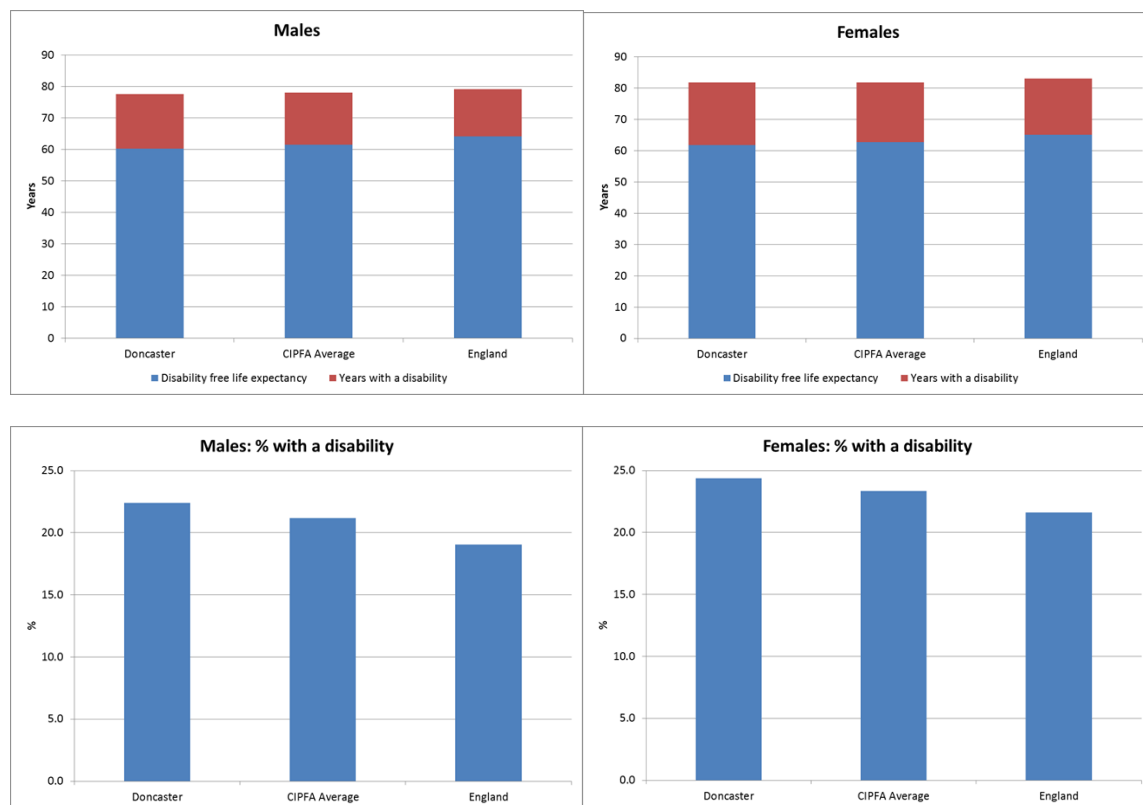 Males
90
80
70
60
50
40
30
20
10
0
Years
Doncaster CIPFA Average England
Disability free life expectancy Years with a disability
Females
90
80
70
60
50
40
30
20
10
0
Years
Doncaster CIPFA Average England
Disability free life expectancy Years with a disability
Males: % with a disability
25.0
20.0
15.0
10.0
5.0
0.0
%
Doncaster CIPFA Average England
Females: % with a disability
25.0
20.0
15.0
10.0
5.0
0.0
%
Doncaster CIPFA Average England